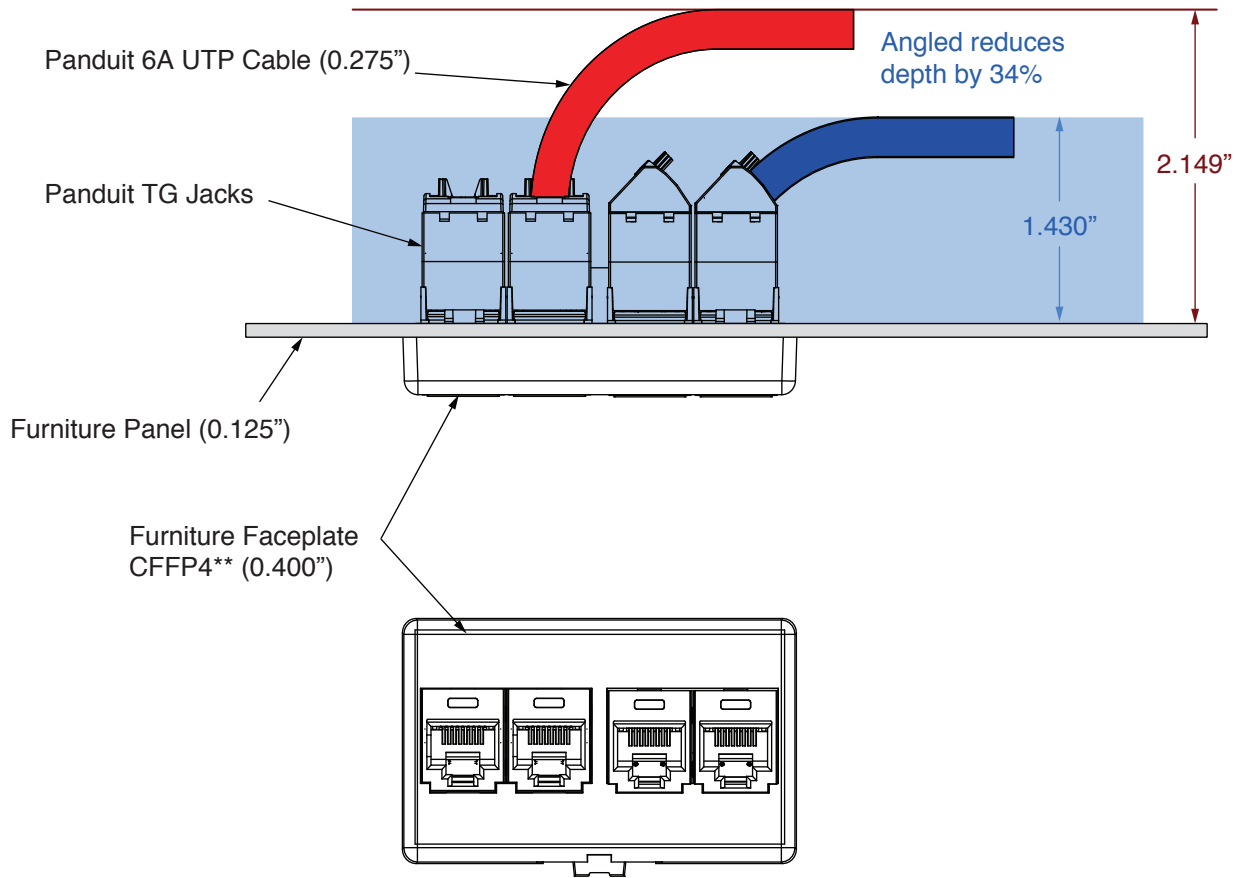 Panduit 6A UTP Cable (0.275”)
Angled reduces
depth by 34%
2.149”
Panduit TG Jacks
1.430”
Furniture Panel (0.125”)
Furniture Faceplate
CFFP4** (0.400”)